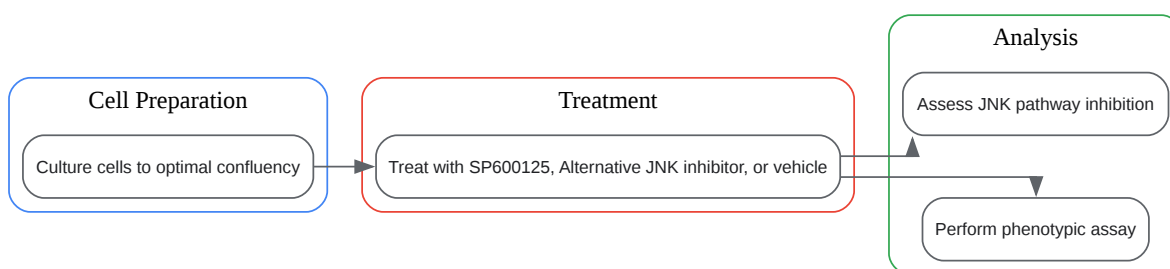 Cell Preparation
Culture cells to optimal confluency
Treatment
Treat with SP600125, Alternative JNK inhibitor, or vehicle
Analysis
Assess JNK pathway inhibition
Perform phenotypic assay